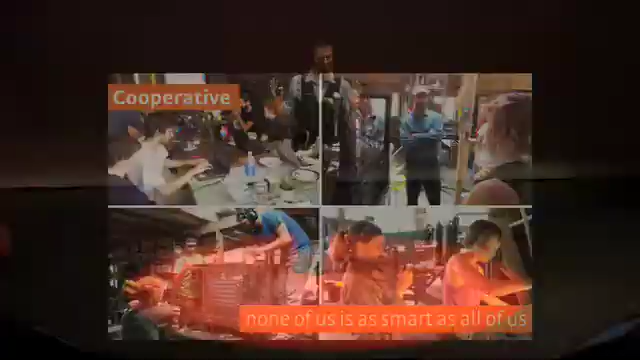 Cooperative
none of us is as smart as all of us